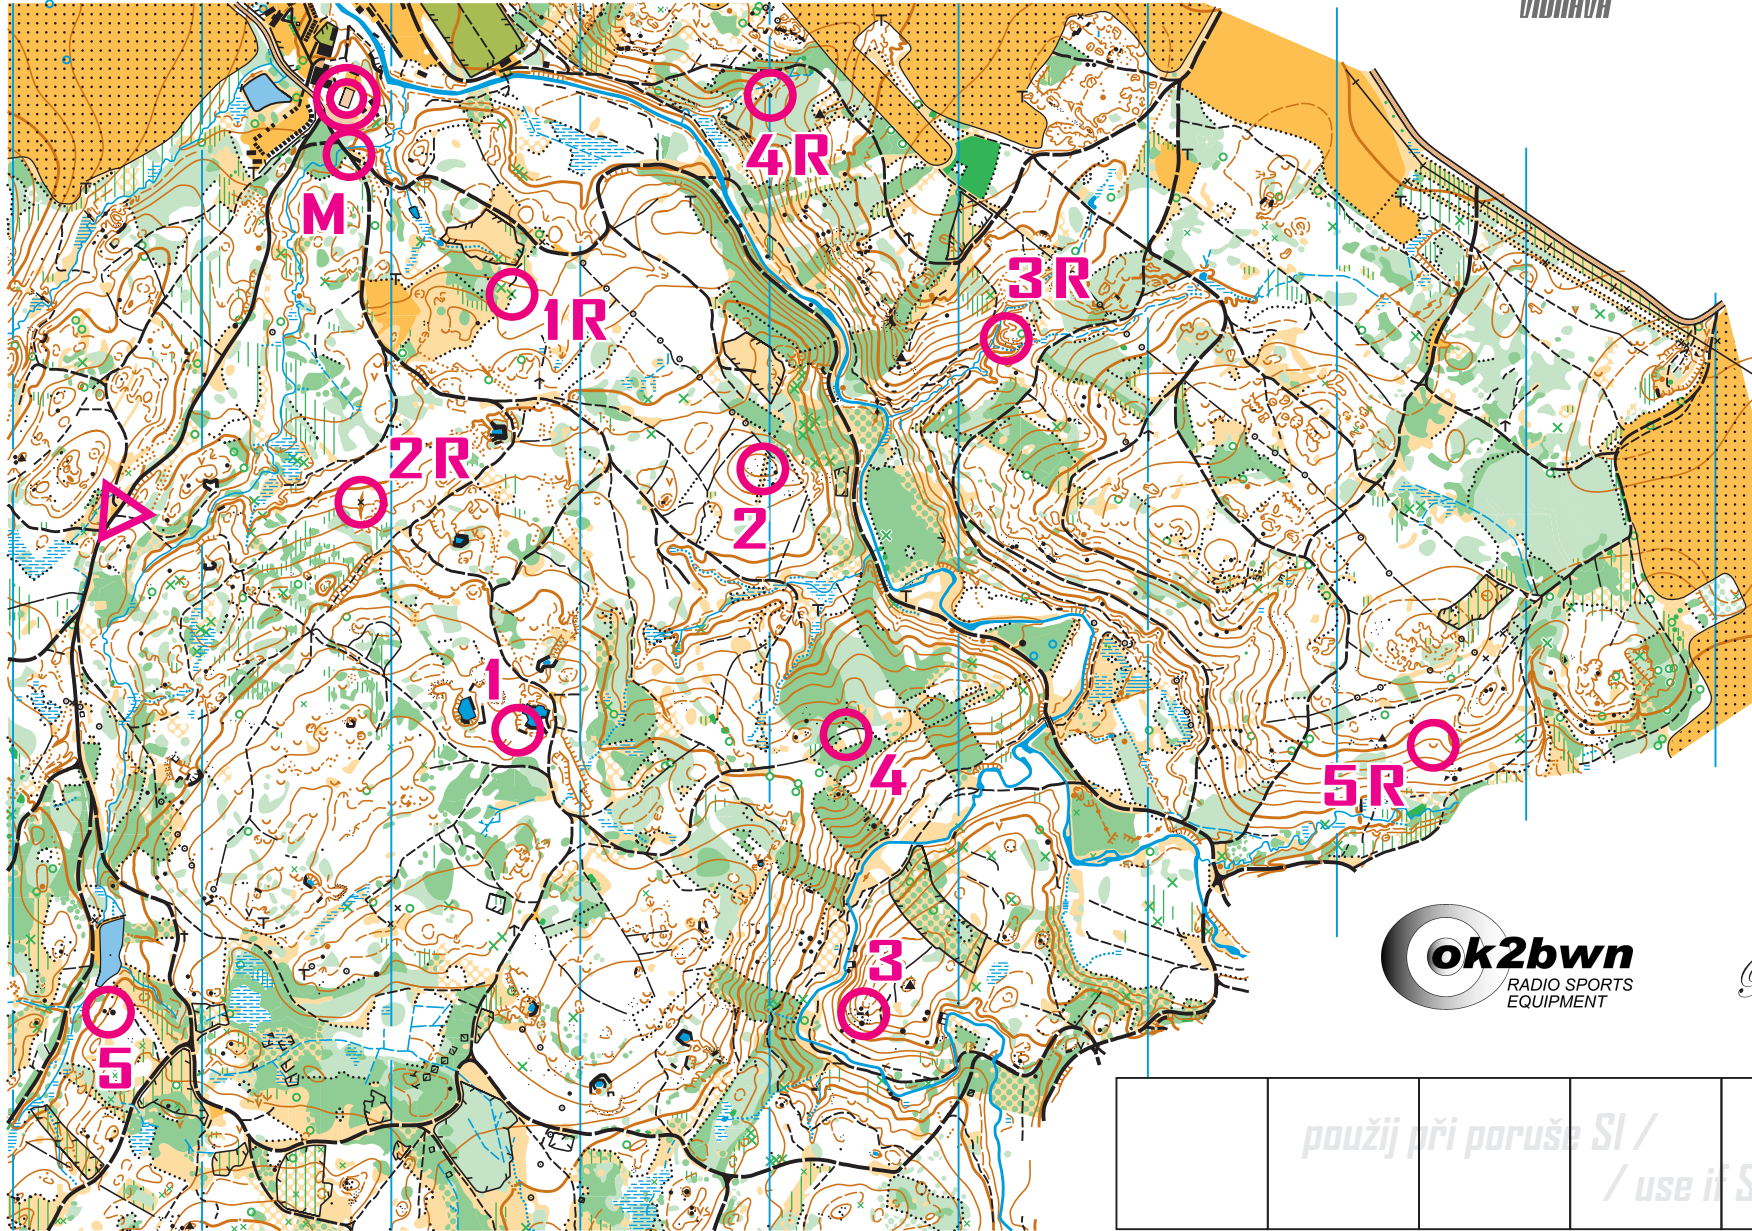 VIDNAVA
4R
M
3R
1R
2R
2
1
4
5R
3
5
ok2bwn
RADIO SPORTS
EQUIPMENT
použij při poruše SI /
/ use if S